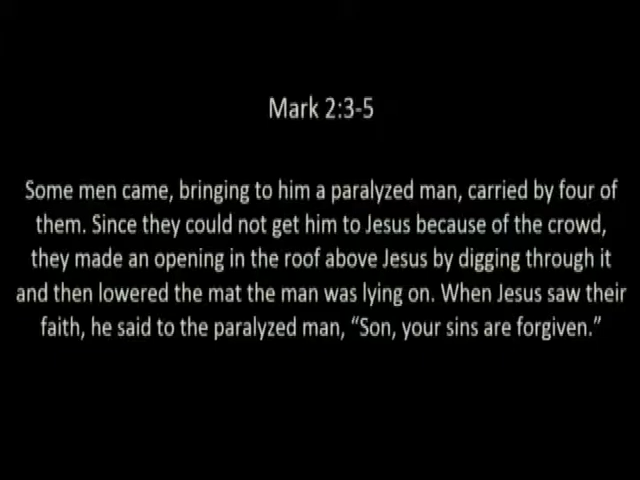 Mark 2:3-5
Some men came, bringing to him a paralyzed man, carried by four of
them. Since they could not get him to Jesus because of the crowd,
they made an opening in the roof above Jesus by digging through it
and then lowered the mat the man was lying on. When Jesus saw their
faith, he said to the paralyzed man, “Son, your sins are forgiven.”